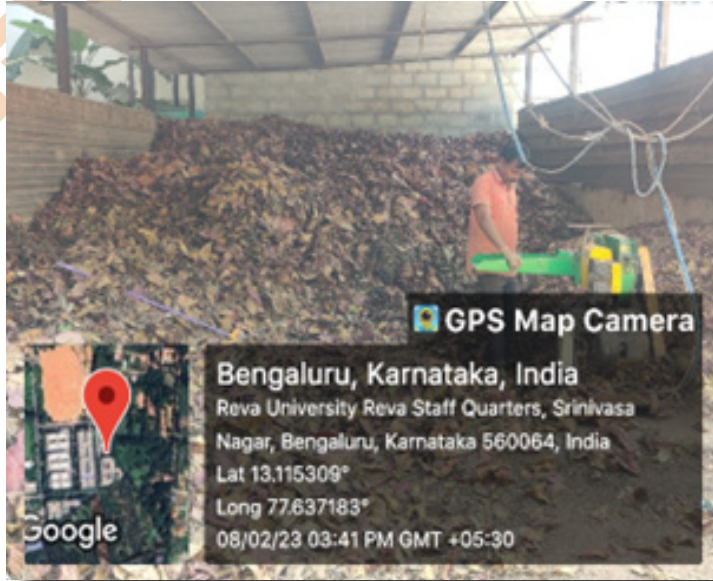 GPS Map Camera
Bengaluru, Karnataka, India
Reva University Reva Staff Quarters, Srinivasa
Nagar, Bengaluru, Karnataka 560064, India
Lat 13.115309°
Long 77.637183°
08/02/23 03:41 PM GMT +05:30
Google